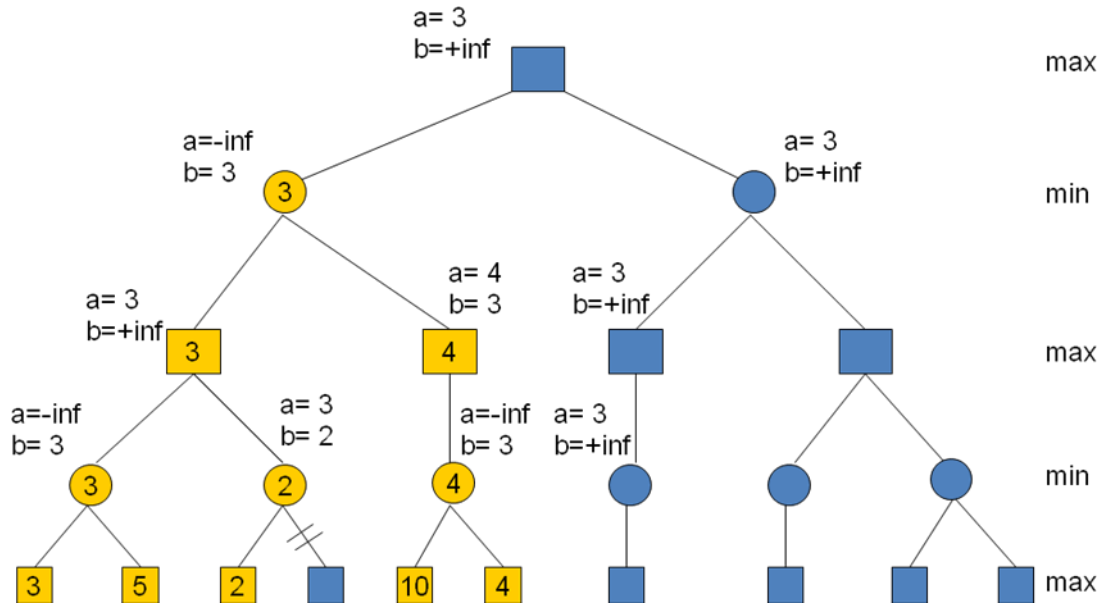 a= 3
b=+inf
max
a=-inf
b= 3
3
a= 3
b=+inf
min
a= 3
b=+inf
3
a= 4
b= 3
4
a= 3
b=+inf
max
a=-inf
b= 3
3
a= 3
b= 2
2
a=-inf
b= 3
4
a= 3
b=+inf
min
3
5
2
10
4
max